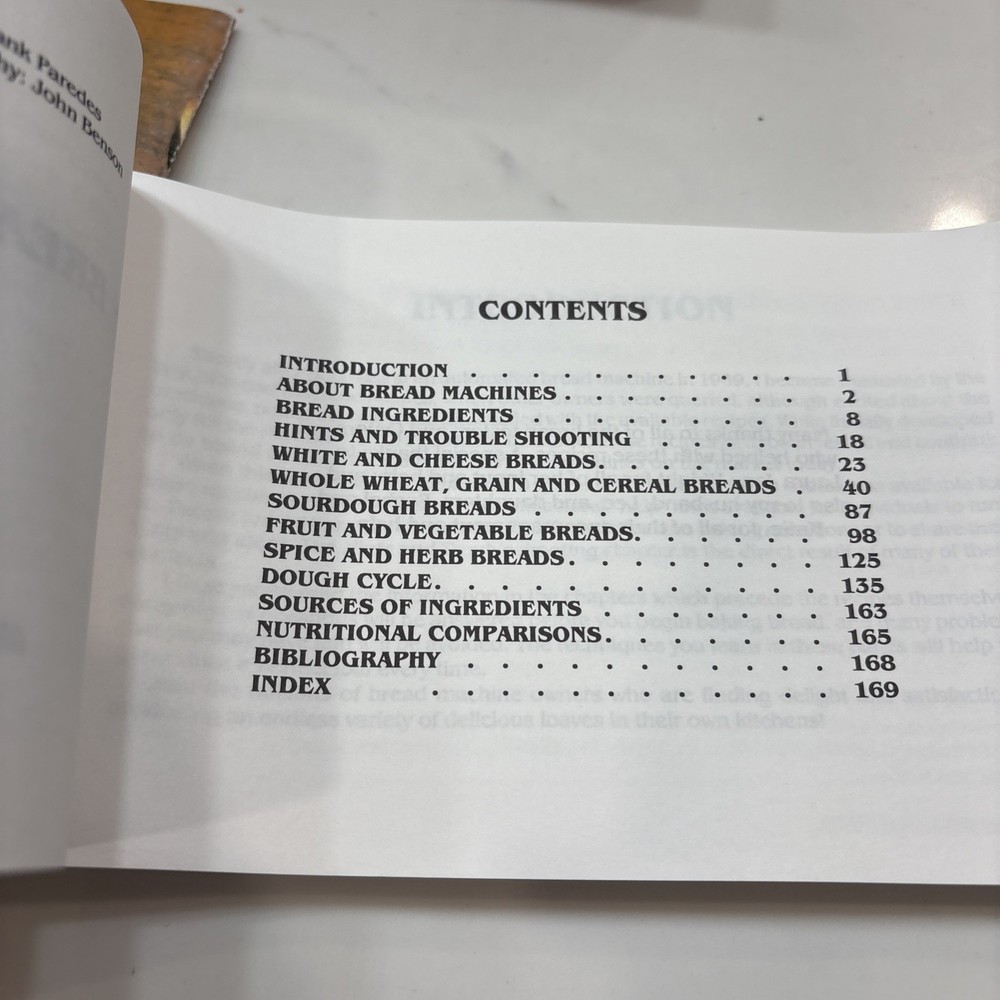 ank Paredes
hy: John Benson
CONTENTS
INTRODUCTION . . . . . . . . . . . 1
ABOUT BREAD MACHINES . . . . . . . . 2
BREAD INGREDIENTS . . . . . . . . . 8
HINTS AND TROUBLE SHOOTING . . . . . . 18
WHITE AND CHEESE BREADS. . . . . . . 23
WHOLE WHEAT, GRAIN AND CEREAL BREADS . 40
SOURDOUGH BREADS . . . . . . . . . 87
FRUIT AND VEGETABLE BREADS. . . . . . . 98
SPICE AND HERB BREADS. . . . . . . . . 125
DOUGH CYCLE. . . . . . . . . . . . . 135
SOURCES OF INGREDIENTS . . . . . . . . 163
NUTRITIONAL COMPARISONS. . . . . . . . 165
BIBLIOGRAPHY . . . . . . . . . . . . 168
INDEX . . . . . . . . . . . . . . . 169